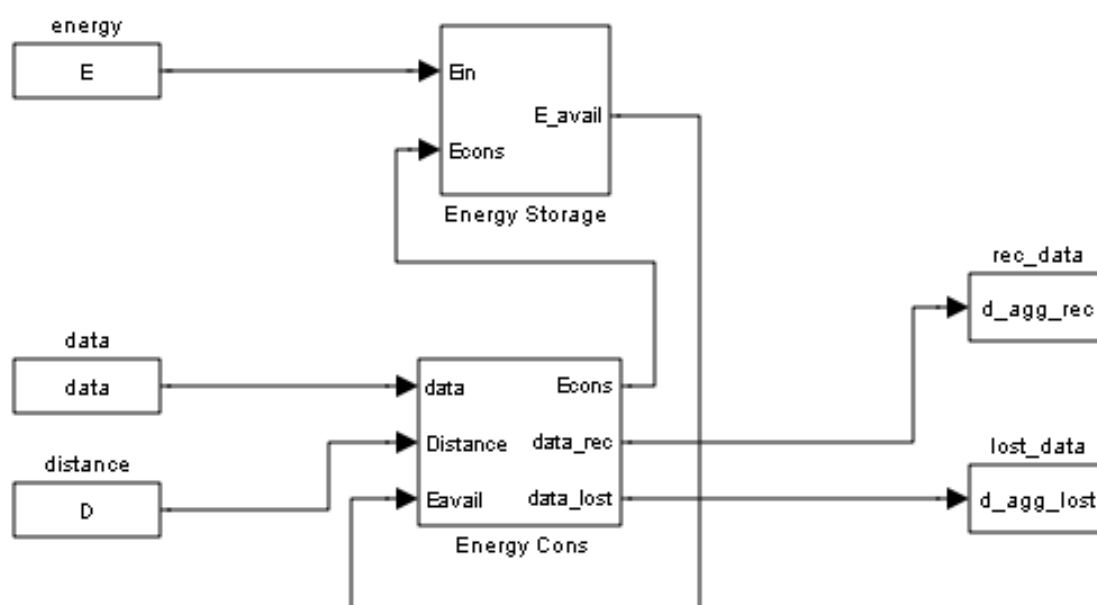 energy
E
Ein
E_avail
Econs
Energy Storage
rec_data
d_agg_rec
data
data
data
Econs
Distance
data_rec
distance
D
Eavail
data_lost
Energy Cons
lost_data
d_agg_lost